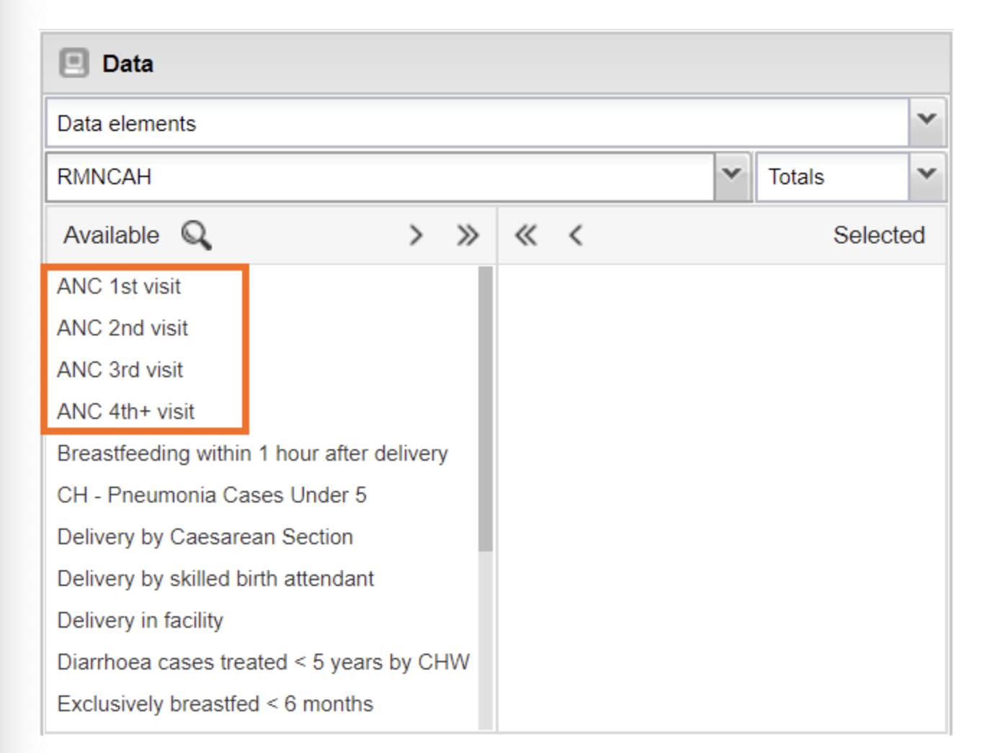 Data
Data elements
RMNCAH Totals
Available Selected
ANC 1st visit
ANC 2nd visit
ANC 3rd visit
ANC 4th+ visit
Breastfeeding within 1 hour after delivery
CH - Pneumonia Cases Under 5
Delivery by Caesarean Section
Delivery by skilled birth attendant
Delivery in facility
Diarrhoea cases treated < 5 years by CHW
Exclusively breastfed < 6 months